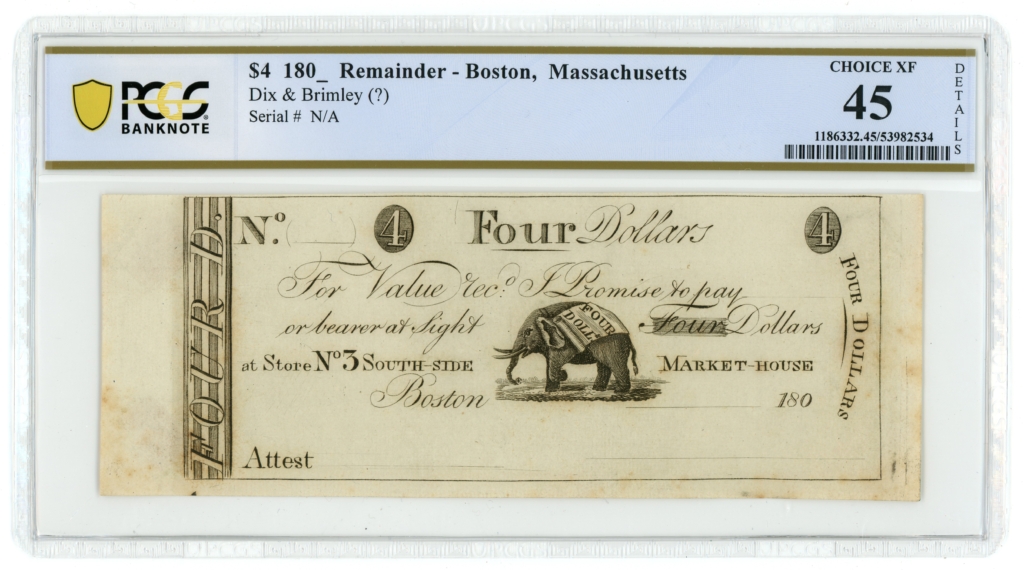 PCGS
BANKNOTE
$4 180_ Remainder - Boston, Massachusetts
Dix & Brimley (?)
Serial # N/A
CHOICE XF
45
1186332.45/53982534
DETAILS
FOUR D.
No. 4 Four Dollars 4
For Value rec.o I Promise to pay
or bearer at Sight Four Dollars
FOUR DOLLS
at Store No 3 SOUTH-SIDE MARKET-HOUSE
Boston 180
FOUR DOLLARS
Attest